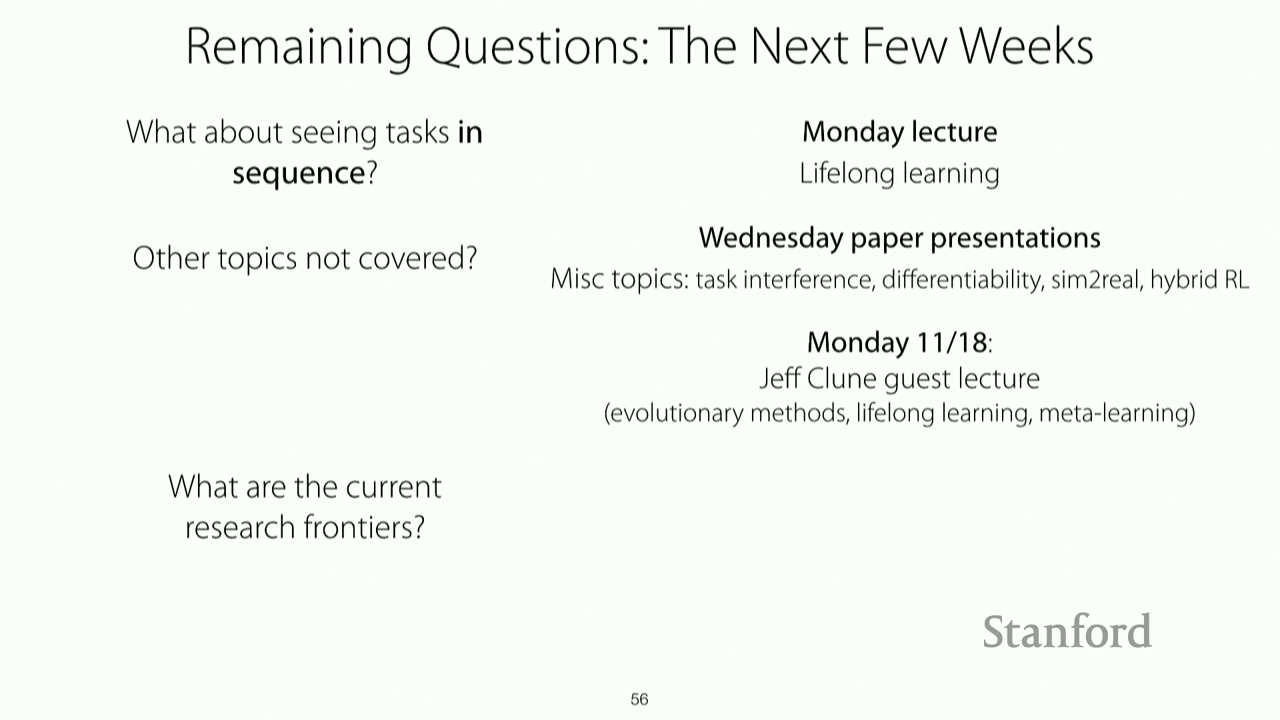 Remaining Questions: The Next Few Weeks
What about seeing tasks in
sequence?
Monday lecture
Lifelong learning
Other topics not covered?
Wednesday paper presentations
Misc topics: task interference, differentiability, sim2real, hybrid RL
Monday 11/18:
Jeff Clune guest lecture
(evolutionary methods, lifelong learning, meta-learning)
What are the current
research frontiers?
Stanford
56